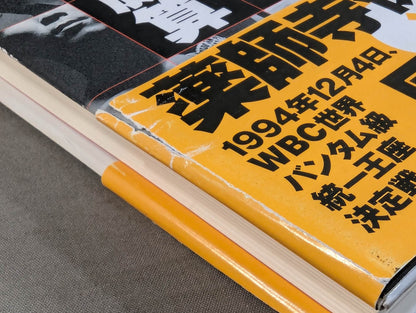 薬師寺
1994年12月4日、
WBC世界
バンタム級
統一王座
決定戦